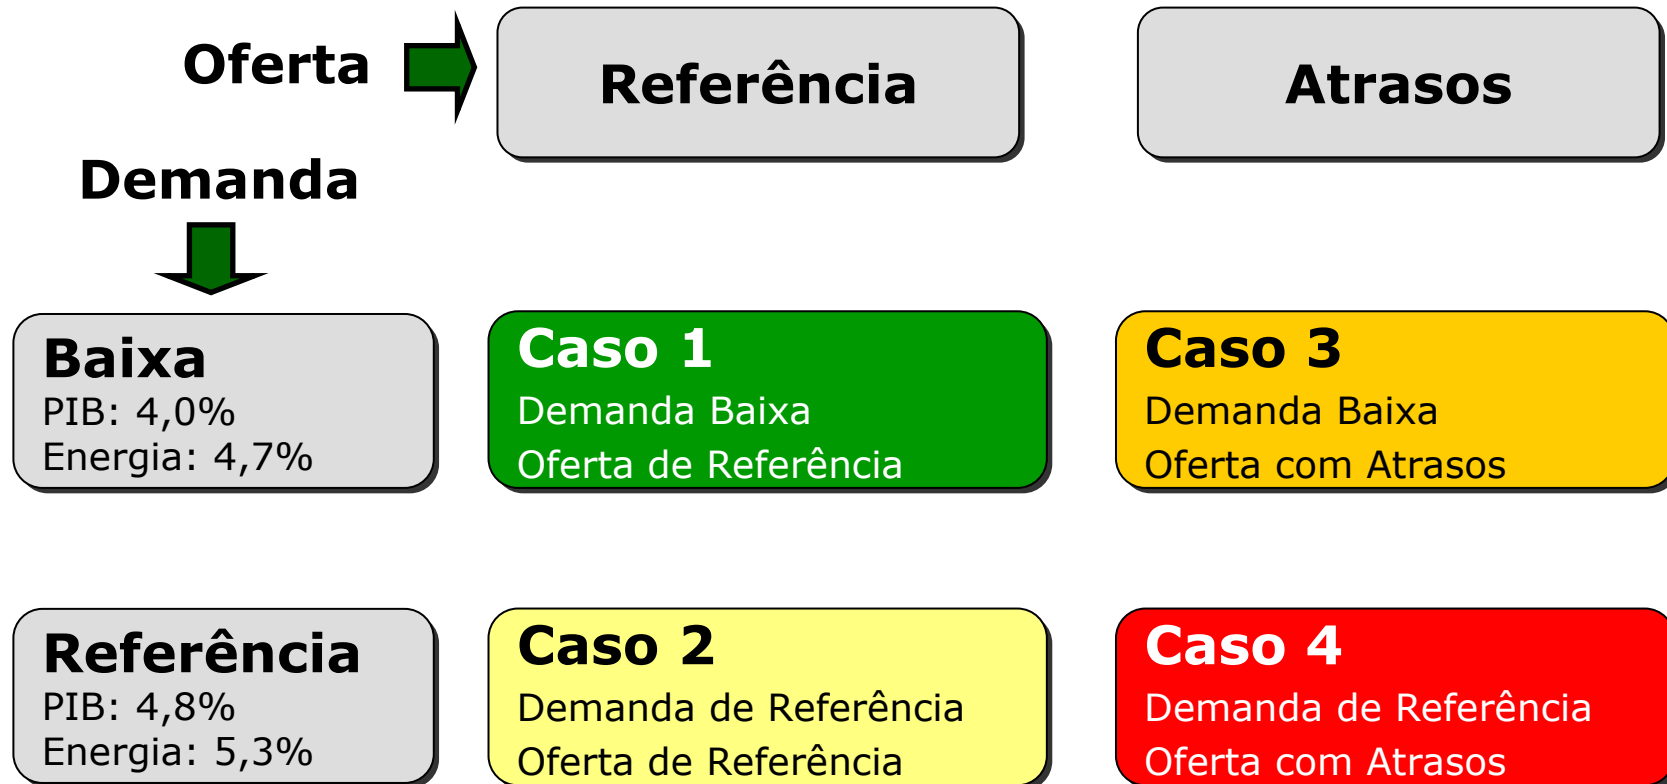 Oferta
Referência
Atrasos
Demanda
Baixa
PIB: 4,0%
Energia: 4,7%
Caso 1
Demanda Baixa
Oferta de Referência
Caso 3
Demanda Baixa
Oferta com Atrasos
Referência
PIB: 4,8%
Energia: 5,3%
Caso 2
Demanda de Referência
Oferta de Referência
Caso 4
Demanda de Referência
Oferta com Atrasos